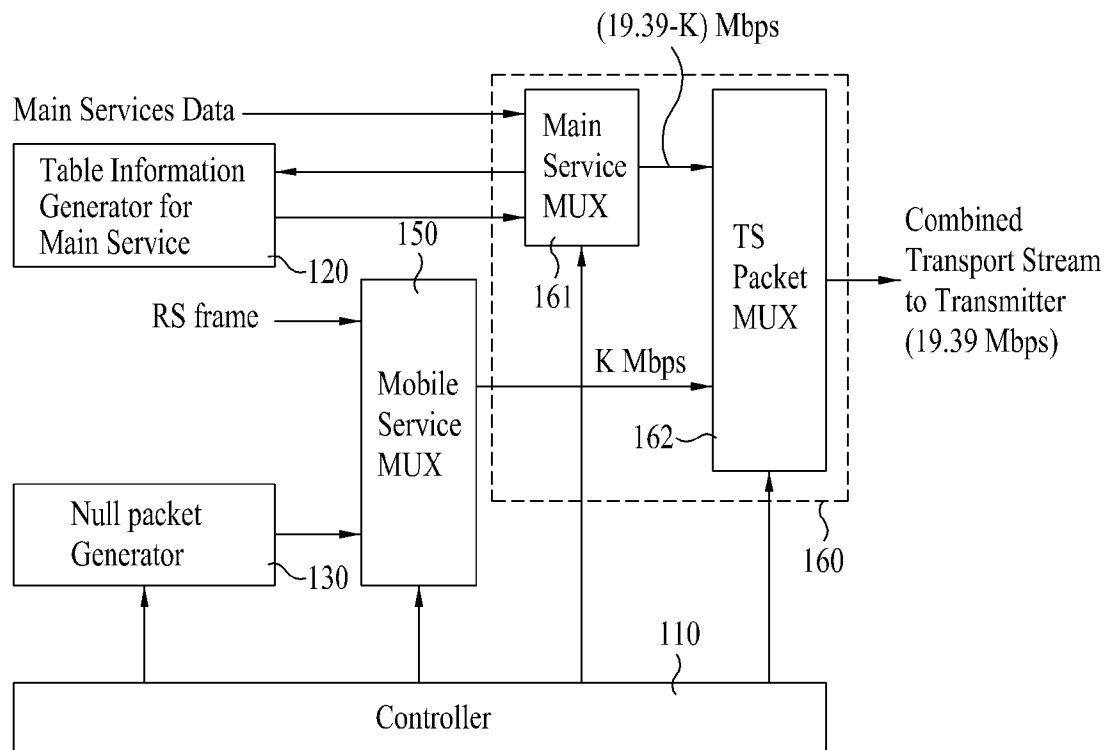 (19.39-K) Mbps
Main Services Data
Main
Service
MUX
161
Table Information
Generator for
Main Service
120
150
TS
Packet
MUX
162
Combined
Transport Stream
to Transmitter
(19.39 Mbps)
RS frame
K Mbps
Mobile
Service
MUX
Null packet
Generator
130
160
110
Controller